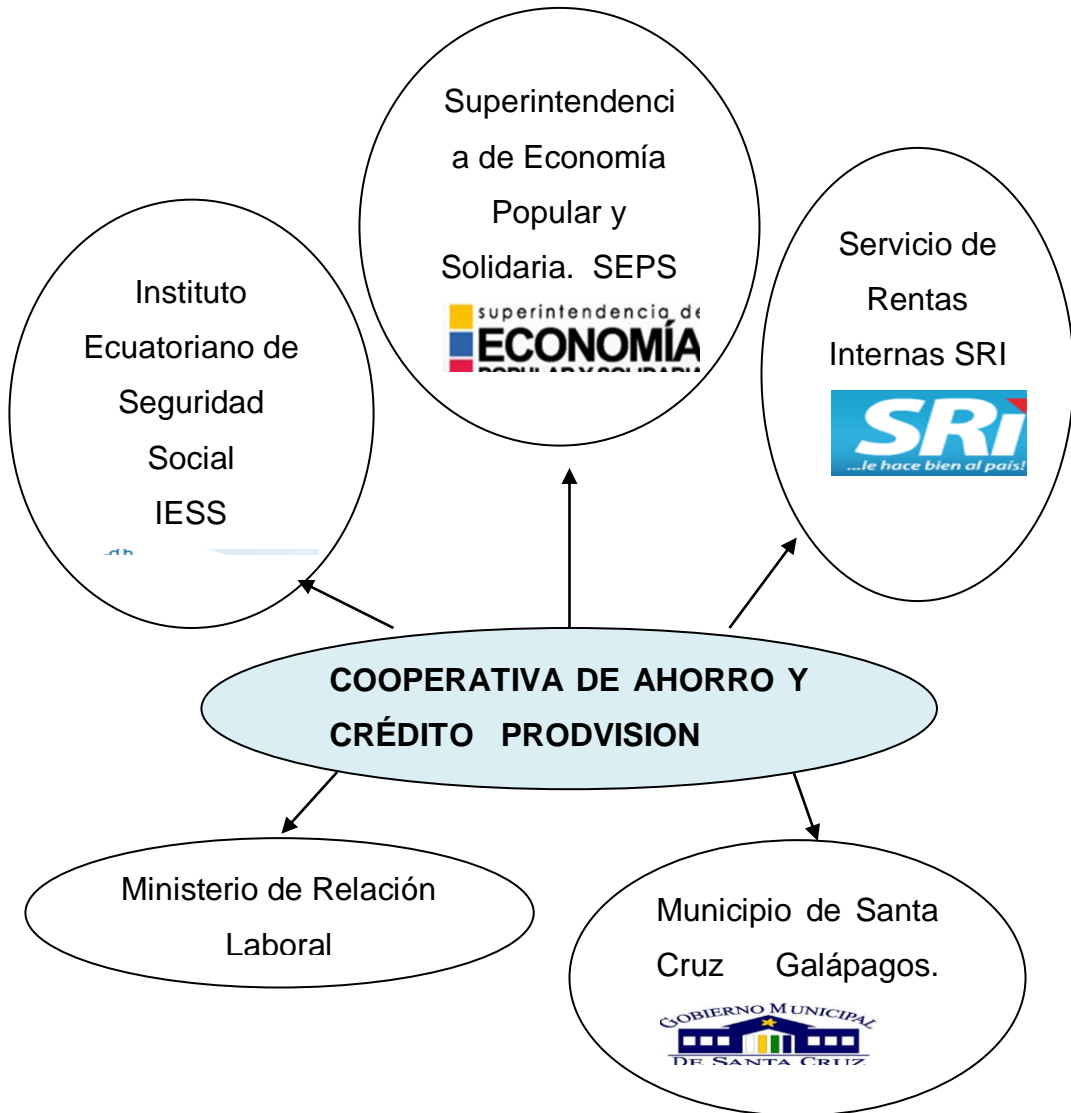 Superintendenci
a de Economía
Popular y
Solidaria. SEPS
superintendencia de
ECONOMÍA
POPULAR Y SOLIDARIA
Instituto
Ecuatoriano de
Seguridad
Social
IESS
Servicio de
Rentas
Internas SRI
SRi
...le hace bien al país!
COOPERATIVA DE AHORRO Y
CRÉDITO PRODVISION
Ministerio de Relación
Laboral
Municipio de Santa
Cruz Galápagos.
GOBIERNO MUNICIPAL
DE SANTA CRUZ